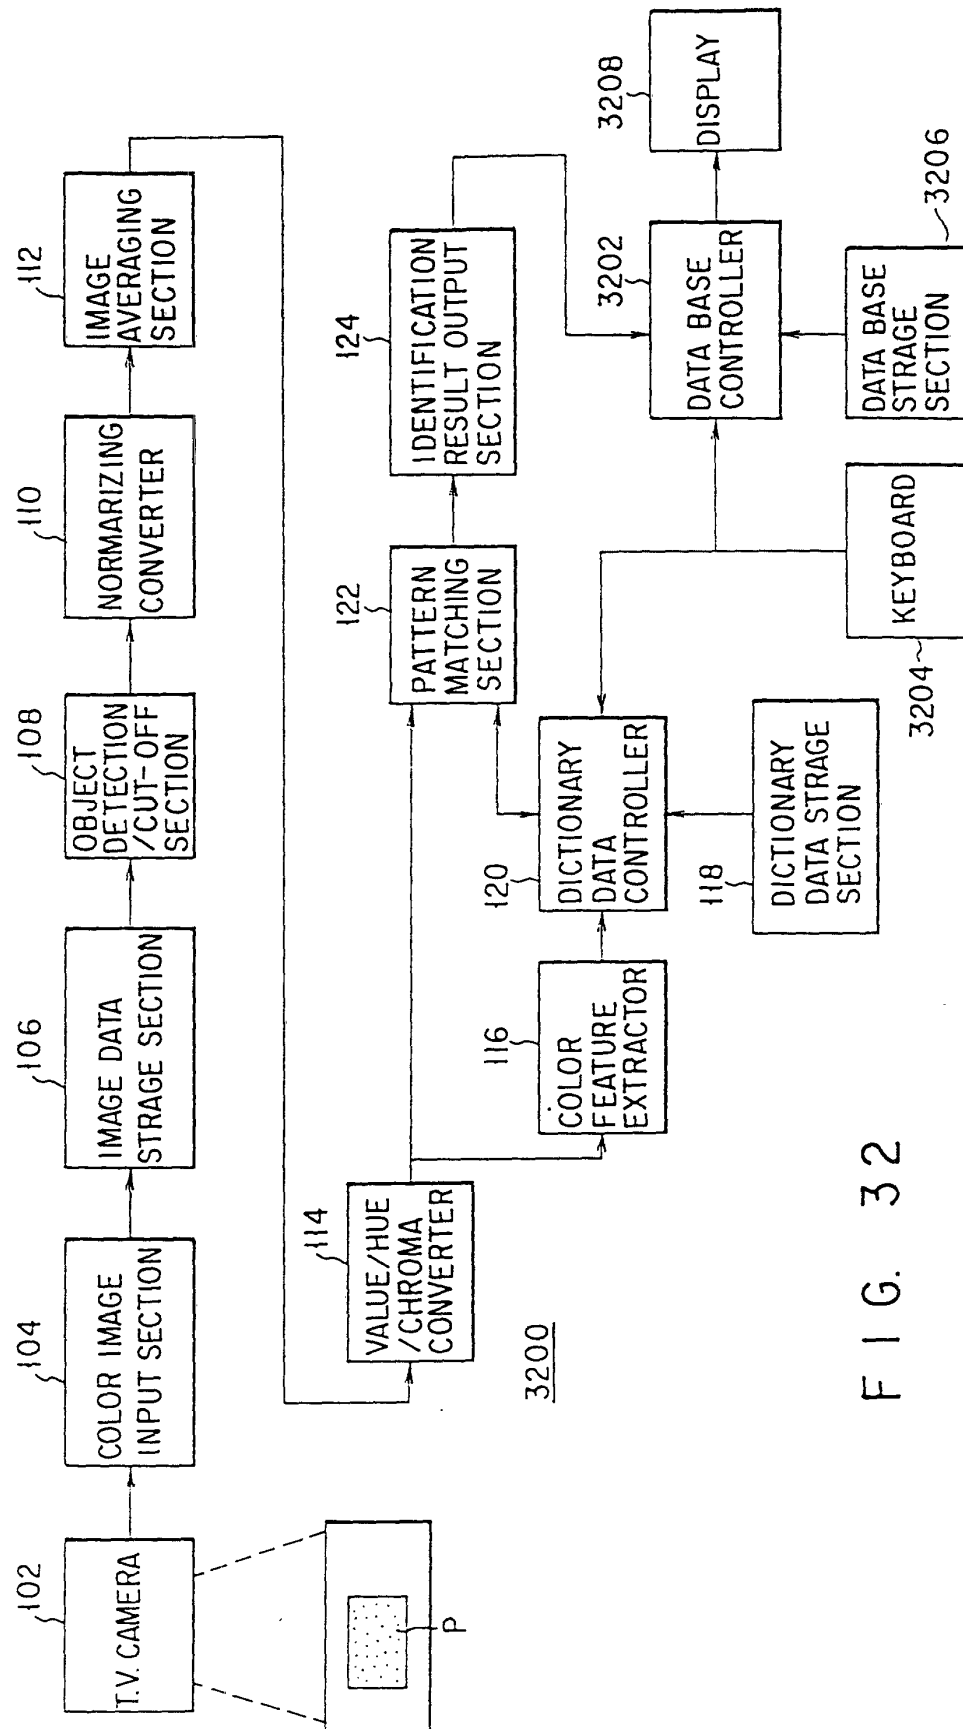 102
T.V. CAMERA
P
104
COLOR IMAGE
INPUT SECTION
106
IMAGE DATA
STRAGE SECTION
108
OBJECT
DETECTION
/CUT-OFF
SECTION
110
NORMARIZING
CONVERTER
112
IMAGE
AVERAGING
SECTION
114
VALUE/HUE
/CHROMA
CONVERTER
3200
116
COLOR
FEATURE
EXTRACTOR
120
DICTIONARY
DATA
CONTROLLER
118
DICTIONARY
DATA STRAGE
SECTION
122
PATTERN
MATCHING
SECTION
124
IDENTIFICATION
RESULT OUTPUT
SECTION
3202
DATA BASE
CONTROLLER
3208
DISPLAY
3204
KEYBOARD
3206
DATA BASE
STRAGE
SECTION
FIG. 32